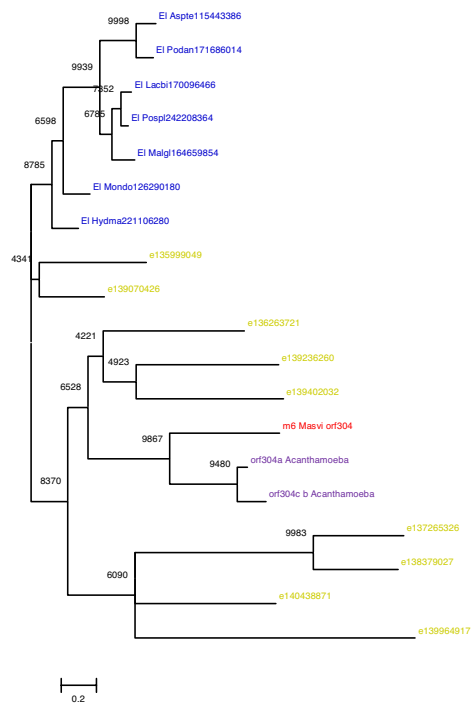 9998
El Aspte115443386
El Podan171686014
9939
7352
El Lacbi170096466
6785
El Pospl242208364
6598
El Malgl164659854
8785
El Mondo126290180
El Hydma221106280
4341
e135999049
e139070426
4221
e136263721
4923
e139236260
6528
e139402032
9867
m6 Masvi orf304
9480
orf304a Acanthamoeba
8370
orf304c b Acanthamoeba
9983
e137265326
6090
e138379027
e140438871
e139964917
0.2